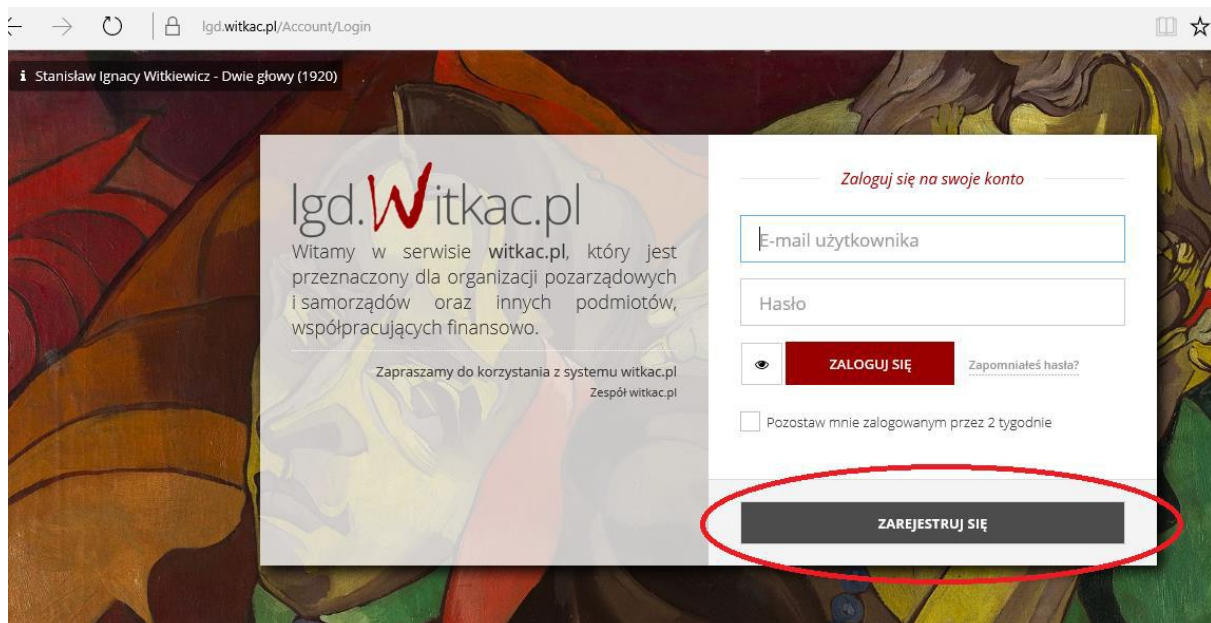 lgd.witkac.pl/Account/Login
i Stanisław Ignacy Witkiewicz - Dwie głowy (1920)
lgd.Witkac.pl
Witamy w serwisie witkac.pl, który jest
przeznaczony dla organizacji pozarządowych
i samorządów oraz innych podmiotów,
współpracujących finansowo.
Zapraszamy do korzystania z systemu witkac.pl
Zespół witkac.pl
Zaloguj się na swoje konto
E-mail użytkownika
Hasło
ZALOGUJ SIĘ
Zapomniałeś hasła?
Pozostaw mnie zalogowanym przez 2 tygodnie
ZAREJESTRUJ SIĘ